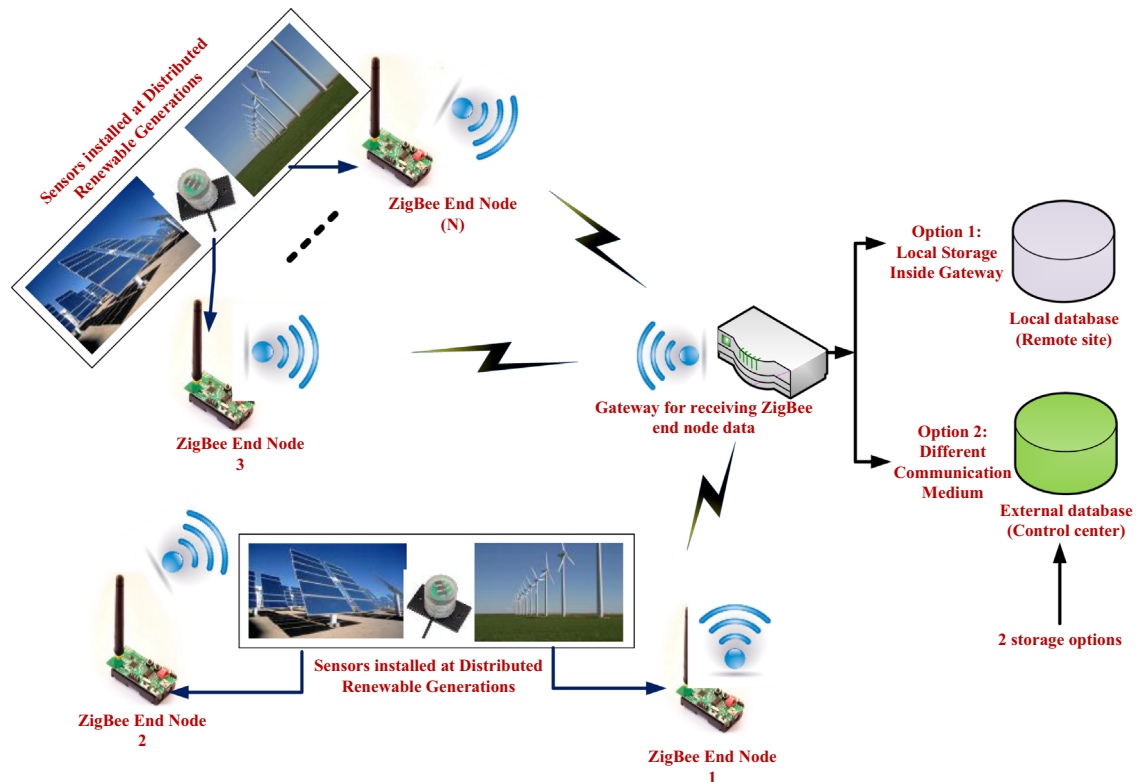 Sensors installed at Distributed
Renewable Generations
ZigBee End Node
(N)
ZigBee End Node
3
Gateway for receiving ZigBee
end node data
Option 1:
Local Storage
Inside Gateway
Local database
(Remote site)
Option 2:
Different
Communication
Medium
External database
(Control center)
2 storage options
Sensors installed at Distributed
Renewable Generations
ZigBee End Node
2
ZigBee End Node
1